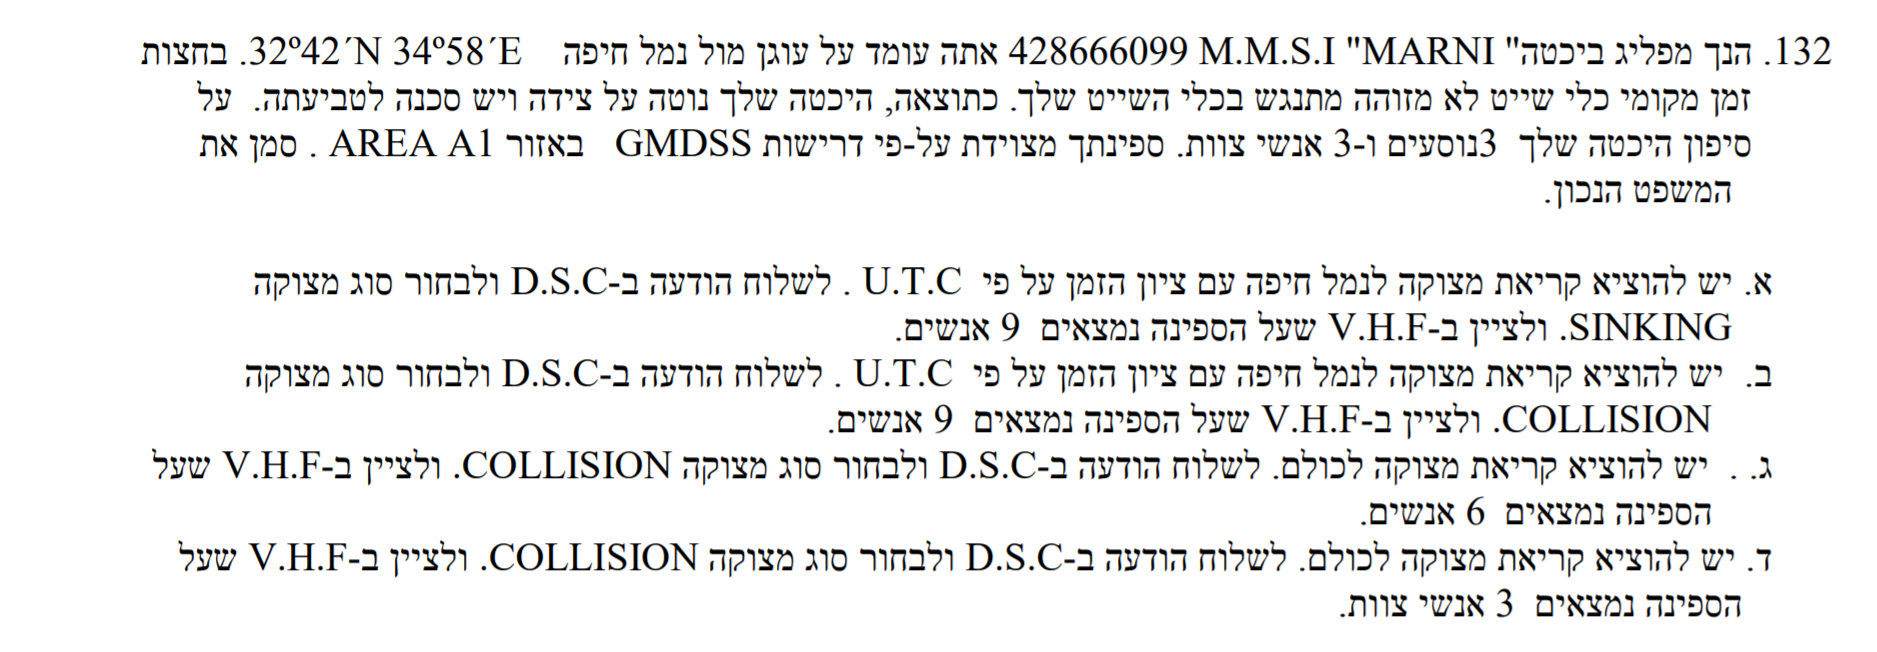 132. הנך מפליג ביכטה" M.M.S.I "MARNI 428666099 אתה עומד על עוגן מול נמל חיפה 32º42´N 34º58´E. בחצות
זמן מקומי כלי שייט לא מזוהה מתנגש בכלי השייט שלך. כתוצאה, היכטה שלך נוטה על צידה ויש סכנה לטביעתה. על
סיפון היכטה שלך 3נוסעים ו-3 אנשי צוות. ספינתך מצוידת על-פי דרישות GMDSS באזור AREA A1 . סמן את
המשפט הנכון.
א. יש להוציא קריאת מצוקה לנמל חיפה עם ציון הזמן על פי U.T.C . לשלוח הודעה ב-D.S.C ולבחור סוג מצוקה
SINKING. ולציין ב-V.H.F שעל הספינה נמצאים 9 אנשים.
ב. יש להוציא קריאת מצוקה לנמל חיפה עם ציון הזמן על פי U.T.C . לשלוח הודעה ב-D.S.C ולבחור סוג מצוקה
COLLISION. ולציין ב-V.H.F שעל הספינה נמצאים 9 אנשים.
ג. . יש להוציא קריאת מצוקה לכולם. לשלוח הודעה ב-D.S.C ולבחור סוג מצוקה COLLISION. ולציין ב-V.H.F שעל
הספינה נמצאים 6 אנשים.
ד. יש להוציא קריאת מצוקה לכולם. לשלוח הודעה ב-D.S.C ולבחור סוג מצוקה COLLISION. ולציין ב-V.H.F שעל
הספינה נמצאים 3 אנשי צוות.